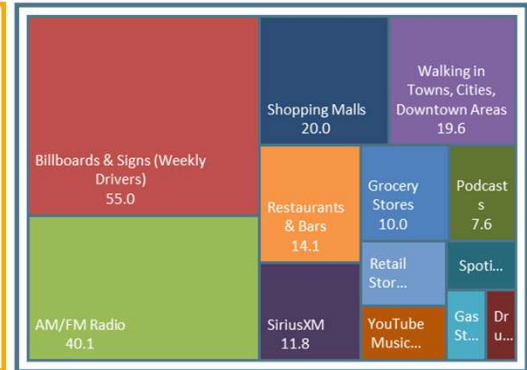 Billboards & Signs (Weekly
Drivers)
55.0
AM/FM Radio
40.1
Shopping Malls
20.0
Walking in
Towns, Cities,
Downtown Areas
19.6
Restaurants
& Bars
14.1
SiriusXM
11.8
Grocery
Stores
10.0
Podcast
s
7.6
Retail
Stor...
YouTube
Music...
Spoti...
Gas
St...
Dr
u...